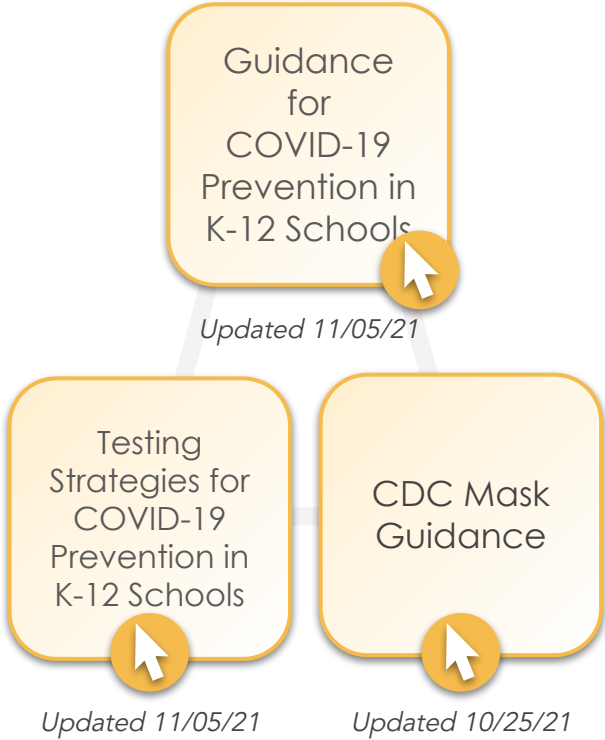 Guidance
for
COVID-19
Prevention in
K-12 Schools
Updated 11/05/21
Testing
Strategies for
COVID-19
Prevention in
K-12 Schools
Updated 11/05/21
CDC Mask
Guidance
Updated 10/25/21